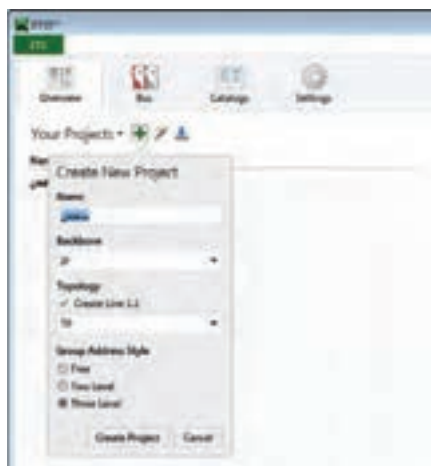 ETS
Overview Bus Catalogs Settings
Your Projects
Create New Project
Name
Backbone
IP
Topology
✓ Create Line 1.1
TP
Group Address Style
Free
Two Level
Three Level
Create Project Cancel